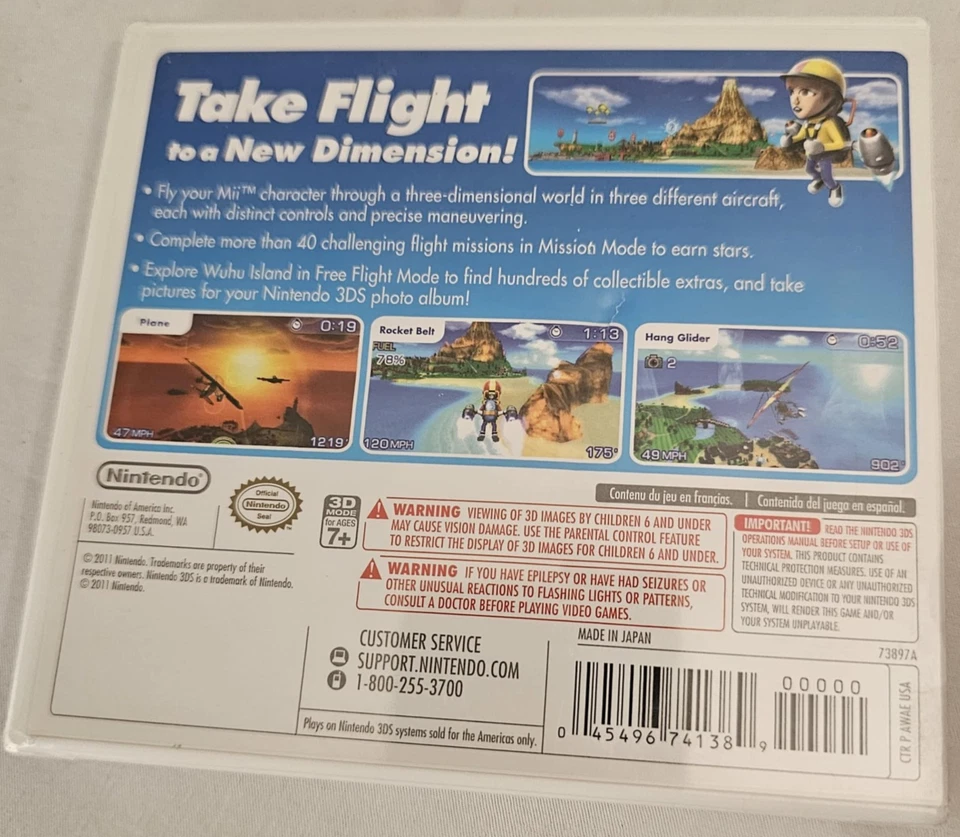 Take Flight
to a New Dimension!
• Fly your Mii™ character through a three-dimensional world in three different aircraft,
each with distinct controls and precise maneuvering.
• Complete more than 40 challenging flight missions in Mission Mode to earn stars.
• Explore Wuhu Island in Free Flight Mode to find hundreds of collectible extras, and take
pictures for your Nintendo 3DS photo album!
Plane
0:19
47 MPH
1219'
Rocket Belt
1:13
FUEL
78%
120MPH
175'
Hang Glider
0:52
2
49 MPH
902'
Nintendo®
Nintendo of America Inc.
P.O. Box 957, Redmond, WA
98073-0957 U.S.A.
Official
Nintendo
Seal
© 2011 Nintendo. Trademarks are property of their
respective owners. Nintendo 3DS is a trademark of Nintendo.
© 2011 Nintendo.
3D
MODE
for AGES
7+
Contenu du jeu en français. | Contenida del juego en español.
WARNING VIEWING OF 3D IMAGES BY CHILDREN 6 AND UNDER
MAY CAUSE VISION DAMAGE. USE THE PARENTAL CONTROL FEATURE
TO RESTRICT THE DISPLAY OF 3D IMAGES FOR CHILDREN 6 AND UNDER.
WARNING IF YOU HAVE EPILEPSY OR HAVE HAD SEIZURES OR
OTHER UNUSUAL REACTIONS TO FLASHING LIGHTS OR PATTERNS,
CONSULT A DOCTOR BEFORE PLAYING VIDEO GAMES.
IMPORTANT! READ THE NINTENDO 3DS
OPERATIONS MANUAL BEFORE SETUP OR USE OF
YOUR SYSTEM. THIS PRODUCT CONTAINS
TECHNICAL PROTECTION MEASURES. USE OF AN
UNAUTHORIZED DEVICE OR ANY UNAUTHORIZED
TECHNICAL MODIFICATION TO YOUR NINTENDO 3DS
SYSTEM, WILL RENDER THIS GAME AND/OR
YOUR SYSTEM UNPLAYABLE.
CUSTOMER SERVICE
SUPPORT.NINTENDO.COM
1-800-255-3700
Plays on Nintendo 3DS systems sold for the Americas only.
MADE IN JAPAN
73897A
00000
0 45496 74138 9
CTR P AWAE USA